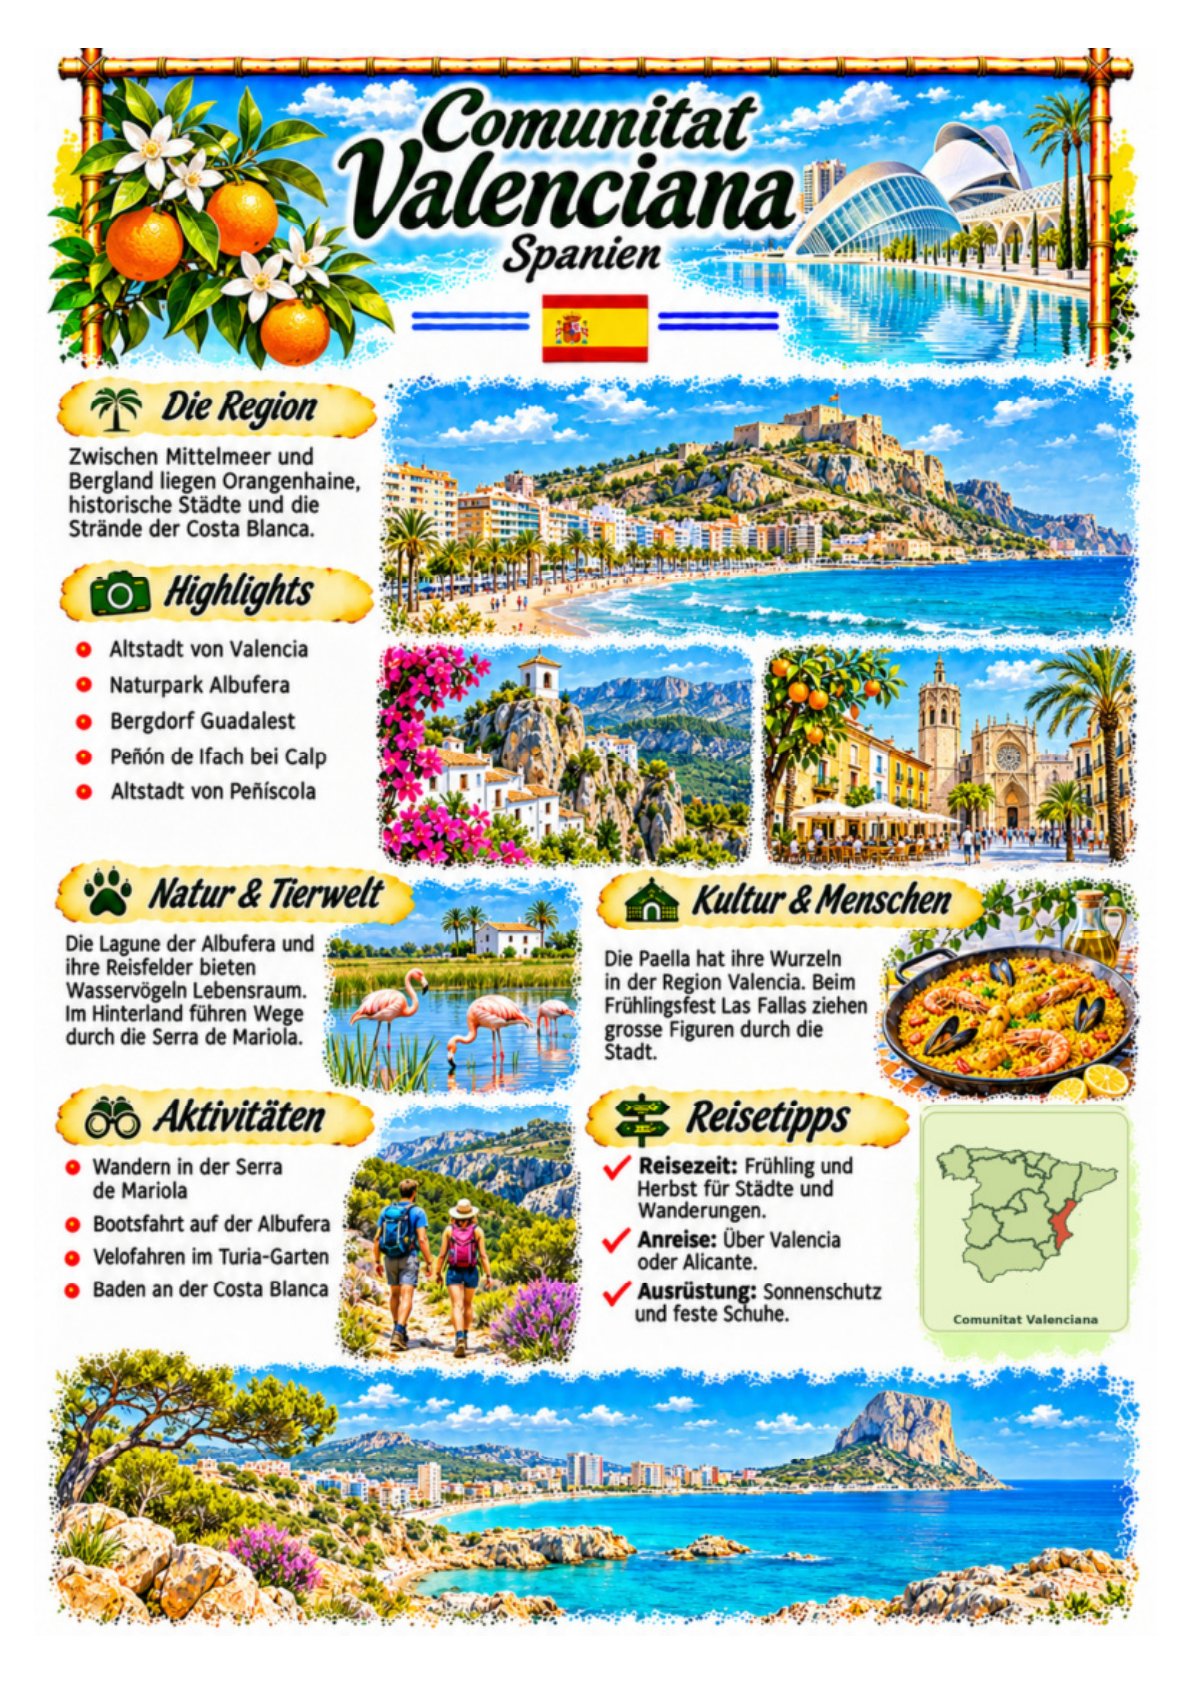 Comunitat
Valenciana
Spanien
Die Region
Zwischen Mittelmeer und
Bergland liegen Orangenhaine,
historische Städte und die
Strände der Costa Blanca.
Highlights
Altstadt von Valencia
Naturpark Albufera
Bergdorf Guadalest
Peñón de Ifach bei Calp
Altstadt von Peñíscola
Natur & Tierwelt
Die Lagune der Albufera und
ihre Reisfelder bieten
Wasservögeln Lebensraum.
Im Hinterland führen Wege
durch die Serra de Mariola.
Kultur & Menschen
Die Paella hat ihre Wurzeln
in der Region Valencia. Beim
Frühlingsfest Las Fallas ziehen
grosse Figuren durch die
Stadt.
Aktivitäten
Wandern in der Serra
de Mariola
Bootsfahrt auf der Albufera
Velofahren im Turia-Garten
Baden an der Costa Blanca
Reisetipps
Reisezeit: Frühling und
Herbst für Städte und
Wanderungen.
Anreise: Über Valencia
oder Alicante.
Ausrüstung: Sonnenschutz
und feste Schuhe.
Comunitat Valenciana